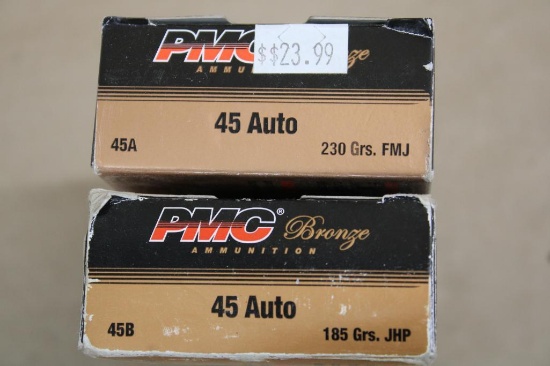 PMC $$23.99 ze
AMMU
45 Auto
45A 230 Grs. FMJ
PMC® Bronze
AMMUNITION
45 Auto
45B 185 Grs. JHP